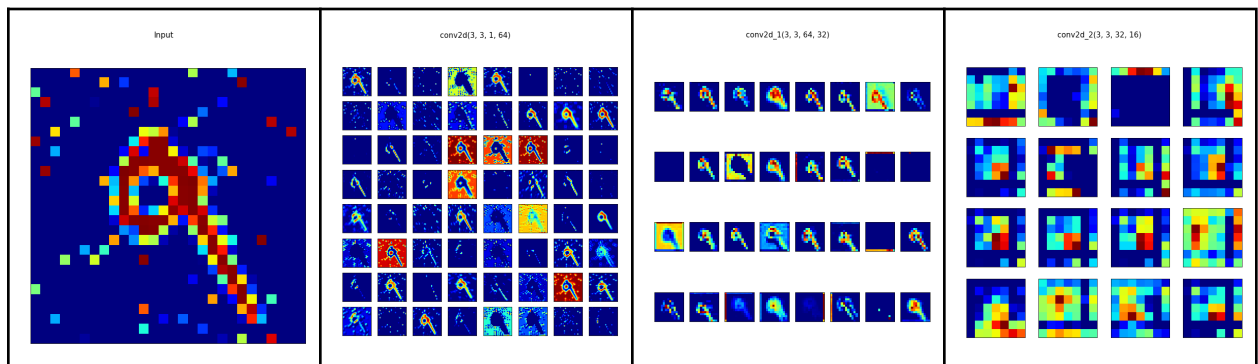 Input
conv2d(3, 3, 1, 64)
conv2d_1(3, 3, 64, 32)
conv2d_2(3, 3, 32, 16)